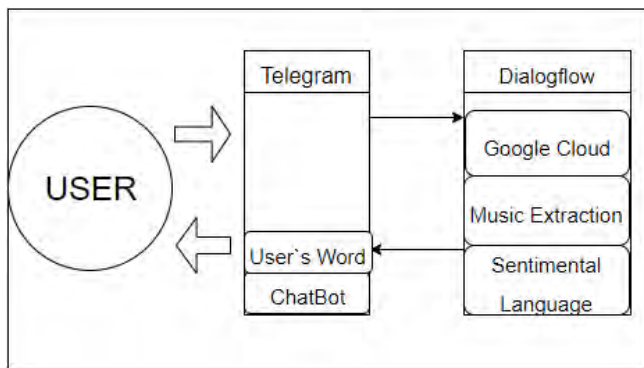 USER
Telegram
User`s Word
ChatBot
Dialogflow
Google Cloud
Music Extraction
Sentimental
Language